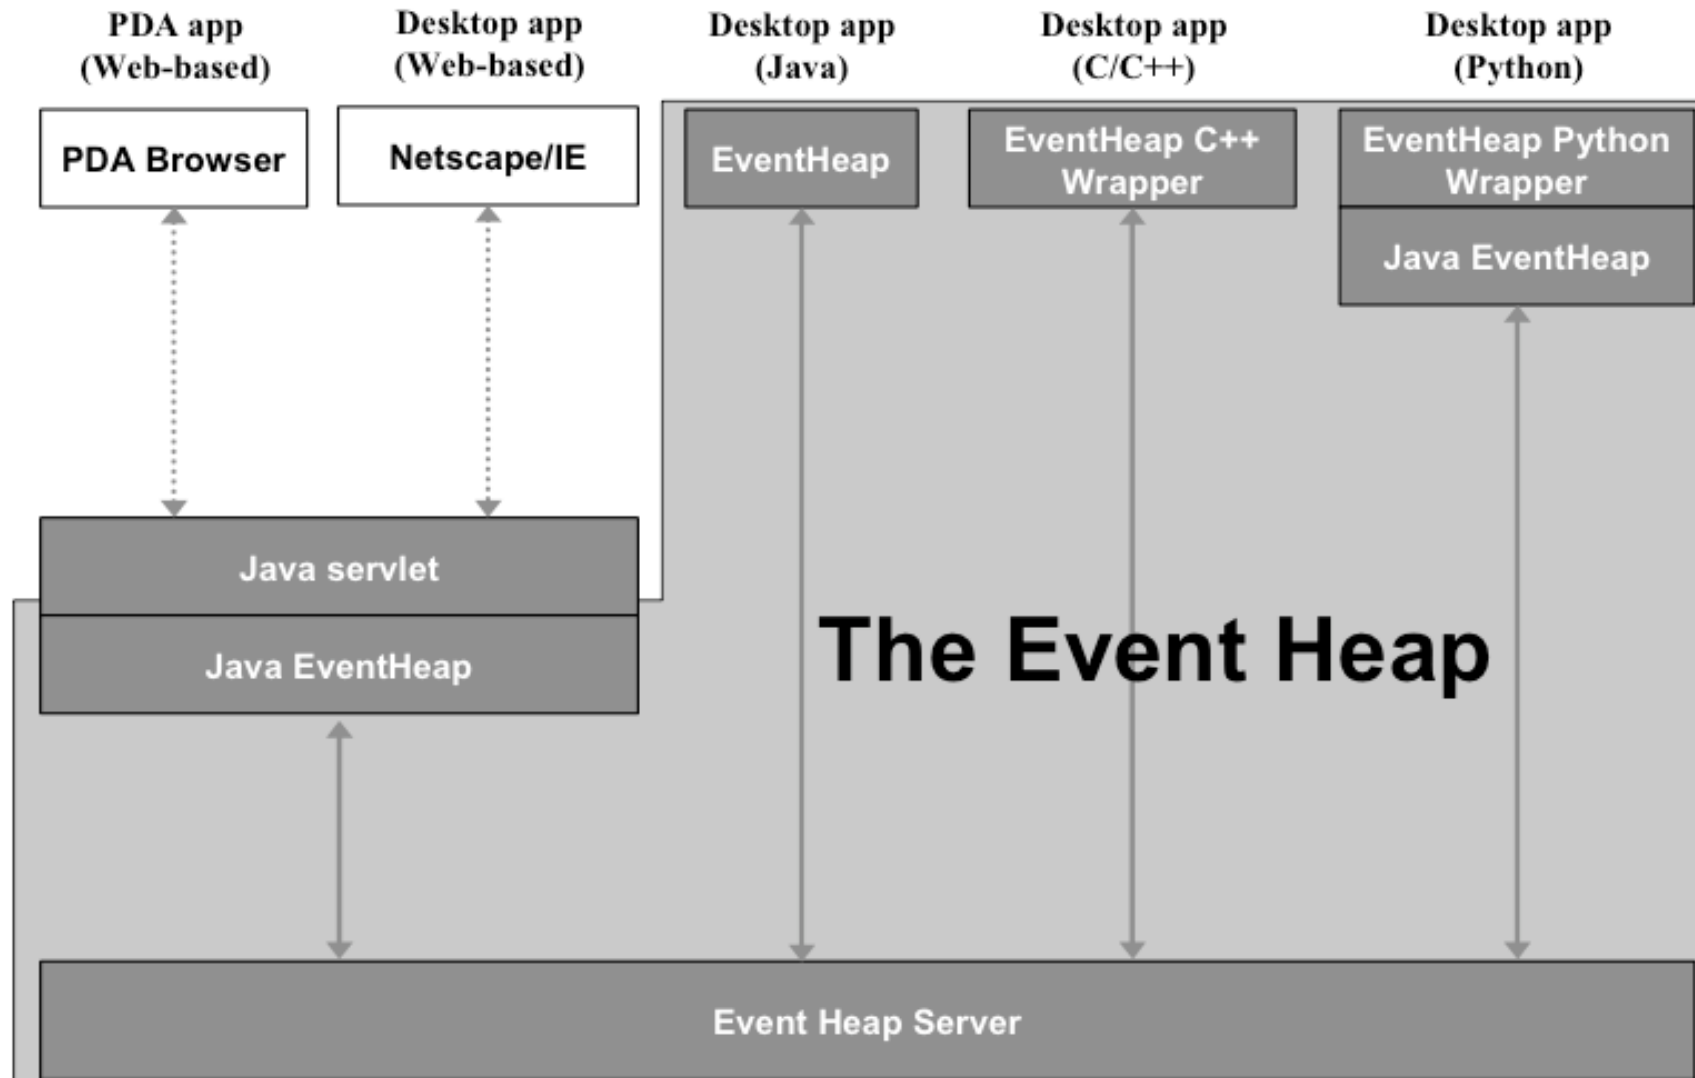 PDA app
(Web-based)
Desktop app
(Web-based)
Desktop app
(Java)
Desktop app
(C/C++)
Desktop app
(Python)
PDA Browser
Netscape/IE
EventHeap
EventHeap C++
Wrapper
EventHeap Python
Wrapper
Java EventHeap
Java servlet
Java EventHeap
The Event Heap
Event Heap Server